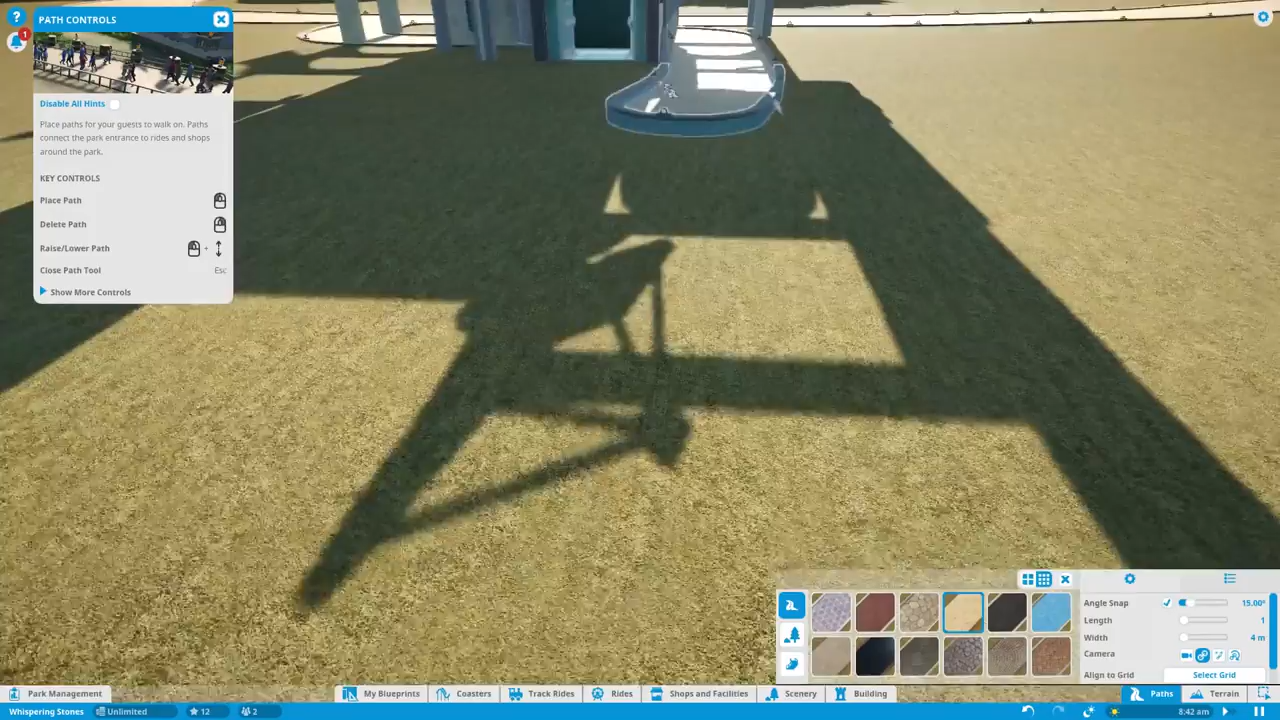 ?
PATH CONTROLS
1
Disable All Hints
Place paths for your guests to walk on. Paths
connect the park entrance to rides and shops
around the park.
KEY CONTROLS
Place Path
Delete Path
Raise/Lower Path +
Close Path Tool Esc
Show More Controls
Angle Snap 15.00°
Length 1
Width 4 m
Camera
Align to Grid Select Grid
Park Management My Blueprints Coasters Track Rides Rides Shops and Facilities Scenery Building Paths Terrain
Whispering Stones Unlimited 12 2 8:42 am